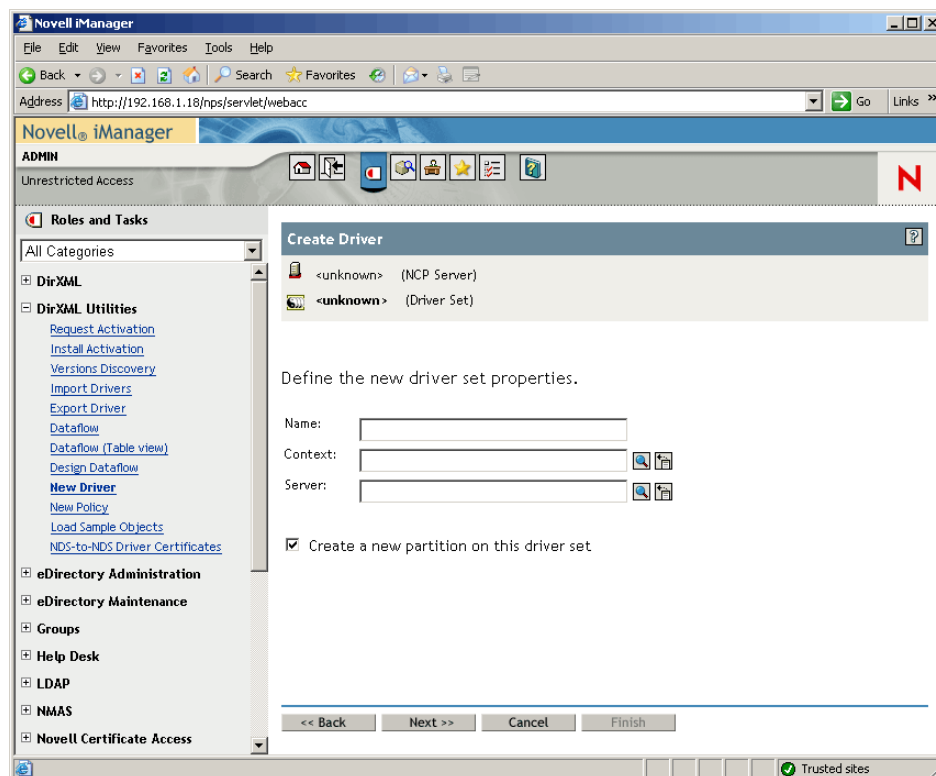 Novell iManager
File Edit View Favorites Tools Help
Back Search Favorites
Address http://192.168.1.18/nps/servlet/webacc Go Links »
Novell® iManager
ADMIN
Unrestricted Access
N
Roles and Tasks
All Categories
DirXML
DirXML Utilities
Request Activation
Install Activation
Versions Discovery
Import Drivers
Export Driver
Dataflow
Dataflow (Table view)
Design Dataflow
New Driver
New Policy
Load Sample Objects
NDS-to-NDS Driver Certificates
eDirectory Administration
eDirectory Maintenance
Groups
Help Desk
LDAP
NMAS
Novell Certificate Access
Create Driver ?
<unknown> (NCP Server)
<unknown> (Driver Set)
Define the new driver set properties.
Name:
Context:
Server:
Create a new partition on this driver set
<< Back Next >> Cancel Finish
Trusted sites